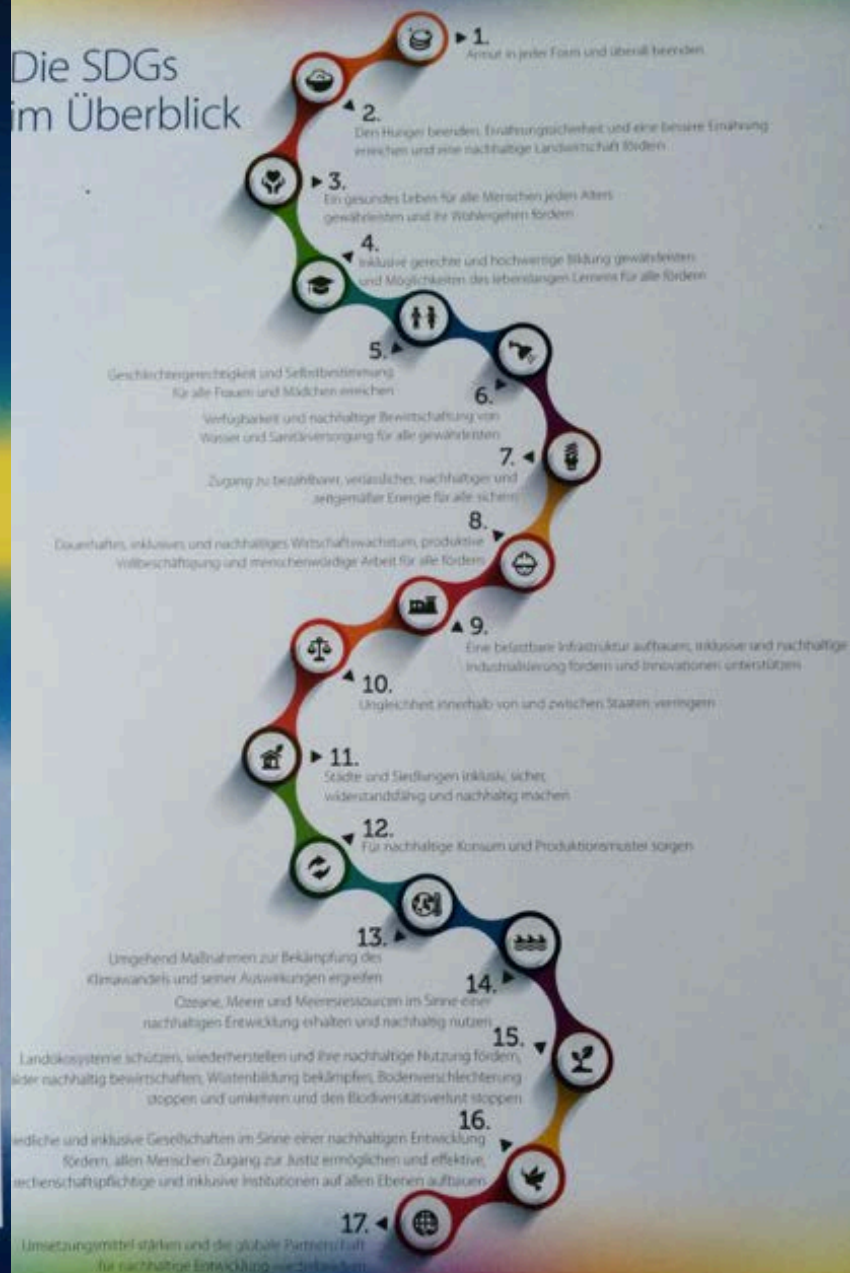 Die SDGs
im Überblick
1.
Armut in jeder Form und überall beenden
2.
Den Hunger beenden, Ernährungssicherheit und eine bessere Ernährung
erreichen und eine nachhaltige Landwirtschaft fördern
3.
Ein gesundes Leben für alle Menschen jeden Alters
gewährleisten und ihr Wohlergehen fördern
4.
Inklusive gerechte und hochwertige Bildung gewährleisten
und Möglichkeiten des lebenslangen Lernens für alle fördern
5.
Geschlechtergerechtigkeit und Selbstbestimmung
für alle Frauen und Mädchen erreichen
6.
Verfügbarkeit und nachhaltige Bewirtschaftung von
Wasser und Sanitärversorgung für alle gewährleisten
7.
Zugang zu bezahlbarer, verlässlicher, nachhaltiger und
zeitgemäßer Energie für alle sichern
8.
Dauerhaftes, inklusives und nachhaltiges Wirtschaftswachstum, produktive
Vollbeschäftigung und menschenwürdige Arbeit für alle fördern
9.
Eine belastbare Infrastruktur aufbauen, inklusive und nachhaltige
Industrialisierung fördern und Innovationen unterstützen
10.
Ungleichheit innerhalb von und zwischen Staaten verringern
11.
Städte und Siedlungen inklusiv, sicher,
widerstandsfähig und nachhaltig machen
12.
Für nachhaltige Konsum und Produktionsmuster sorgen
13.
Umgehend Maßnahmen zur Bekämpfung des
Klimawandels und seiner Auswirkungen ergreifen
14.
Ozeane, Meere und Meeresressourcen im Sinne einer
nachhaltigen Entwicklung erhalten und nachhaltig nutzen
15.
Landökosysteme schützen, wiederherstellen und ihre nachhaltige Nutzung fördern,
älder nachhaltig bewirtschaften, Wüstenbildung bekämpfen, Bodenverschlechterung
stoppen und umkehren und den Biodiversitätsverlust stoppen
16.
iedliche und inklusive Gesellschaften im Sinne einer nachhaltigen Entwicklung
fördern, allen Menschen Zugang zur Justiz ermöglichen und effektive,
rechenschaftspflichtige und inklusive Institutionen auf allen Ebenen aufbauen
17.
Umsetzungsmittel stärken und die globale Partnerschaft
für nachhaltige Entwicklung wiederbeleben